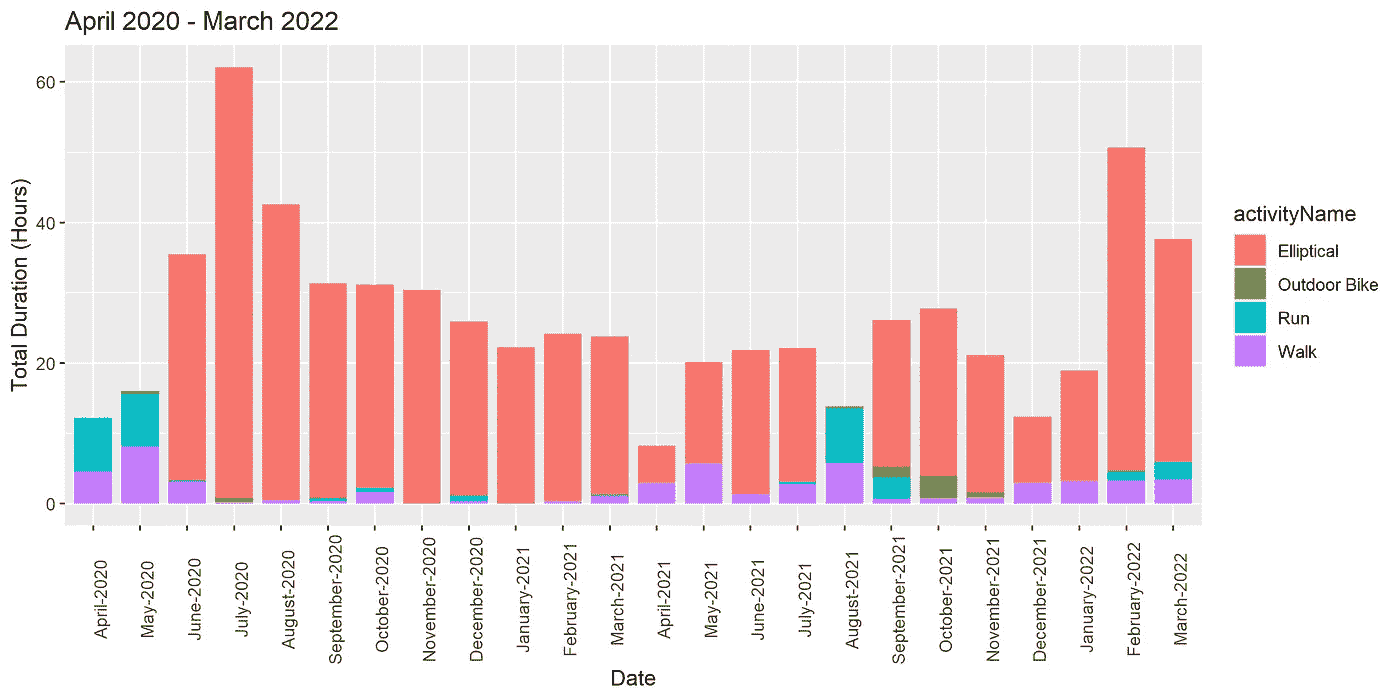 April 2020 - March 2022
Total Duration (Hours)
60
40
20
0
April-2020
May-2020
June-2020
July-2020
August-2020
September-2020
October-2020
November-2020
December-2020
January-2021
February-2021
March-2021
April-2021
May-2021
June-2021
July-2021
August-2021
September-2021
October-2021
November-2021
December-2021
January-2022
February-2022
March-2022
Date
activityName
Elliptical
Outdoor Bike
Run
Walk